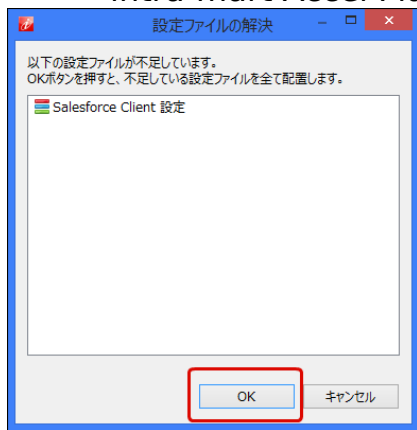 設定ファイルの解決
以下の設定ファイルが不足しています。
OKボタンを押すと、不足している設定ファイルを全て配置します。
Salesforce Client 設定
OK
キャンセル